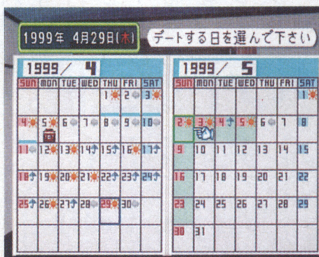 1999年 4月29日(木) デートする日を選んで下さい
1999/ 4
SUN MON TUE WED THU FRI SAT
1 2 3
4 5 6 7 8 9 10
11 12 13 14 15 16 17
18 19 20 21 22 23 24
25 26 27 28 29 30
1999/ 5
SUN MON TUE WED THU FRI SAT
1
2 3 4 5 6 7 8
9 10 11 12 13 14 15
16 17 18 19 20 21 22
23 24 25 26 27 28 29
30 31